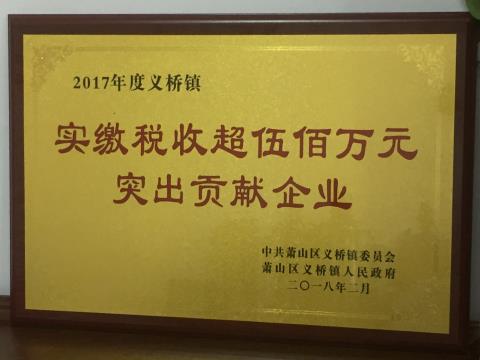 2017年度义桥镇
实缴税收超伍佰万元
突出贡献企业
中共萧山区义桥镇委员会
萧山区义桥镇人民政府
二〇一八年二月